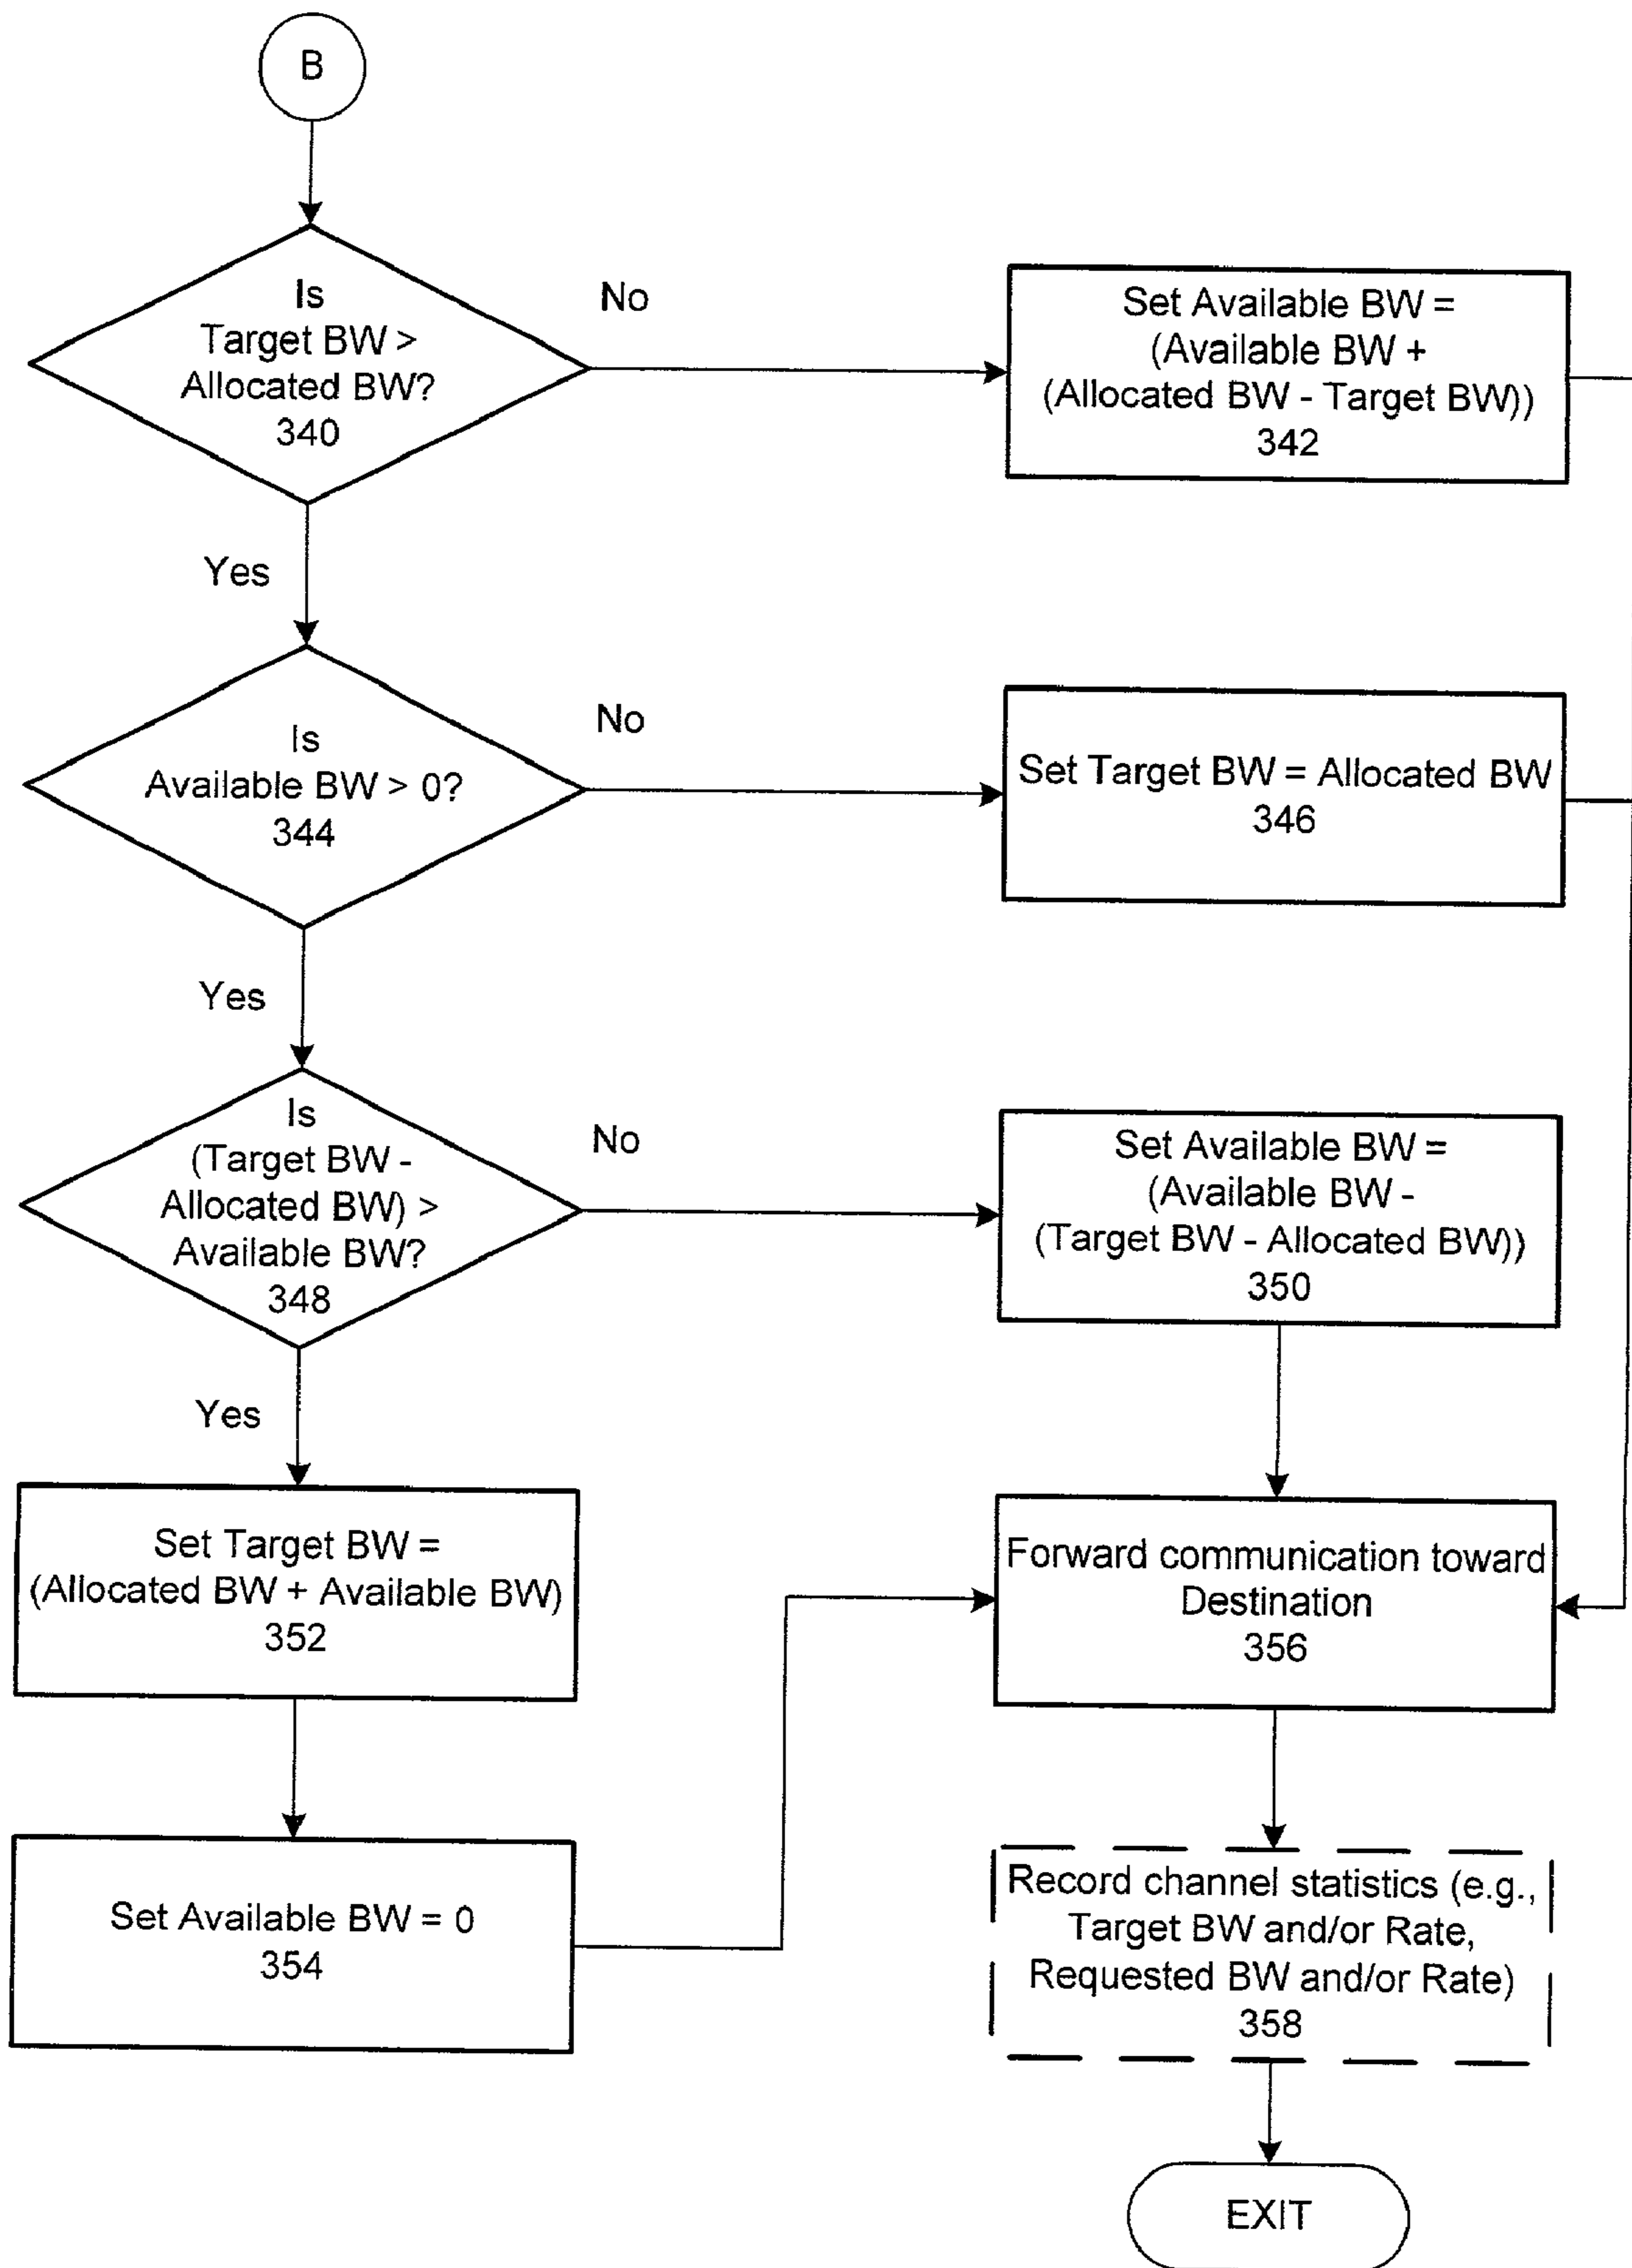 B
Is
Target BW >
Allocated BW?
340
No
Set Available BW =
(Available BW +
(Allocated BW - Target BW))
342
Yes
Is
Available BW > 0?
344
No
Set Target BW = Allocated BW
346
Yes
Is
(Target BW -
Allocated BW) >
Available BW?
348
No
Set Available BW =
(Available BW -
(Target BW - Allocated BW))
350
Yes
Set Target BW =
(Allocated BW + Available BW)
352
Forward communication toward
Destination
356
Set Available BW = 0
354
Record channel statistics (e.g.,
Target BW and/or Rate,
Requested BW and/or Rate)
358
EXIT